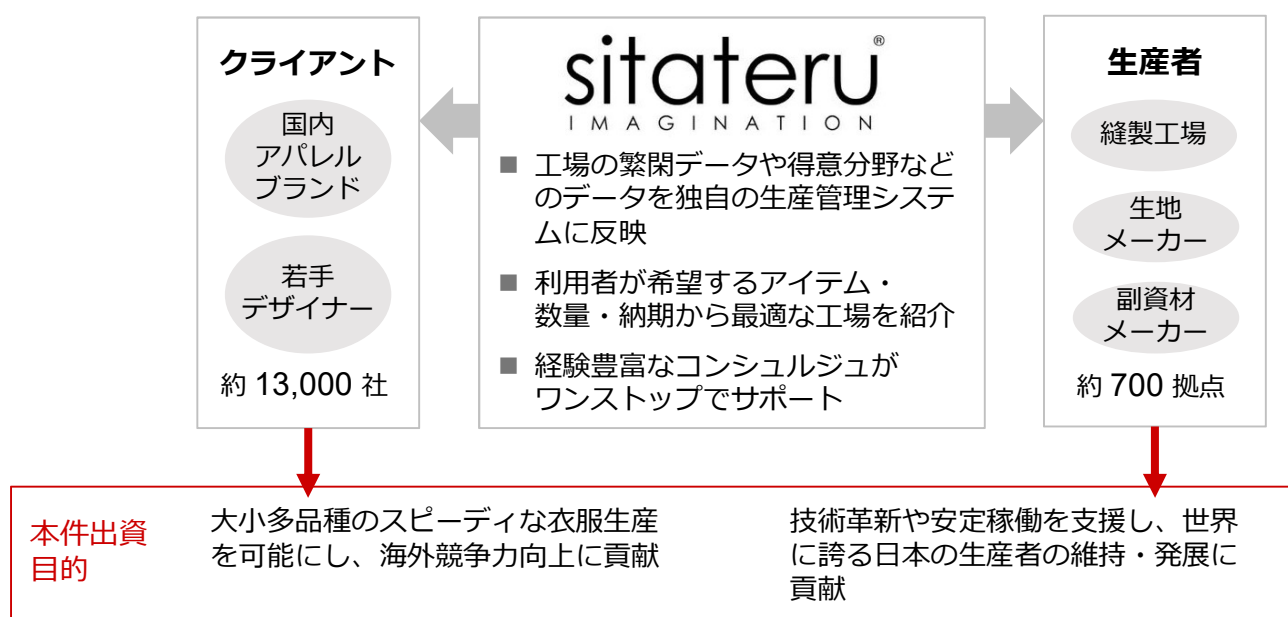 クライアント
国内
アパレル
ブランド
若手
デザイナー
約 13,000 社
sitateru®
IMAGINATION
■ 工場の繁閑データや得意分野など
のデータを独自の生産管理システ
ムに反映
■ 利用者が希望するアイテム・
数量・納期から最適な工場を紹介
■ 経験豊富なコンシュルジュが
ワンストップでサポート
生産者
縫製工場
生地
メーカー
副資材
メーカー
約 700 拠点
本件出資
目的
大小多品種のスピーディな衣服生産
を可能にし、海外競争力向上に貢献
技術革新や安定稼働を支援し、世界
に誇る日本の生産者の維持・発展に
貢献